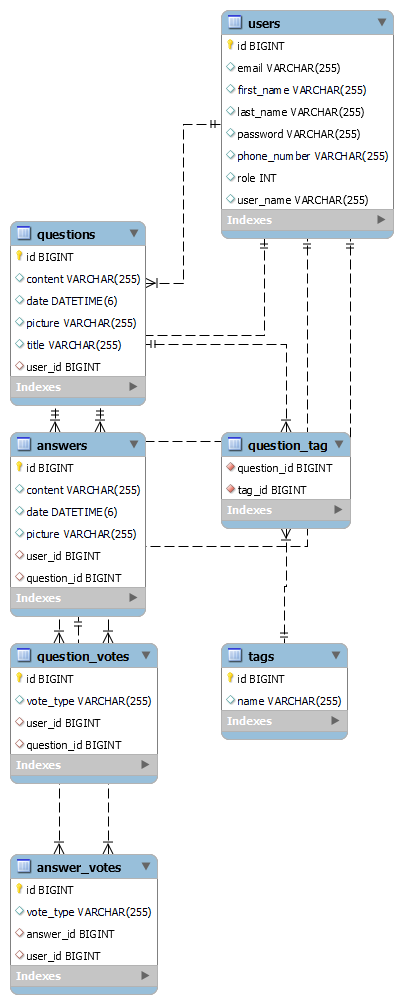 users
id BIGINT
email VARCHAR(255)
first_name VARCHAR(255)
last_name VARCHAR(255)
password VARCHAR(255)
phone_number VARCHAR(255)
role INT
user_name VARCHAR(255)
Indexes
questions
id BIGINT
content VARCHAR(255)
date DATETIME(6)
picture VARCHAR(255)
title VARCHAR(255)
user_id BIGINT
Indexes
answers
id BIGINT
content VARCHAR(255)
date DATETIME(6)
picture VARCHAR(255)
user_id BIGINT
question_id BIGINT
Indexes
question_tag
question_id BIGINT
tag_id BIGINT
Indexes
question_votes
id BIGINT
vote_type VARCHAR(255)
user_id BIGINT
question_id BIGINT
Indexes
tags
id BIGINT
name VARCHAR(255)
Indexes
answer_votes
id BIGINT
vote_type VARCHAR(255)
answer_id BIGINT
user_id BIGINT
Indexes